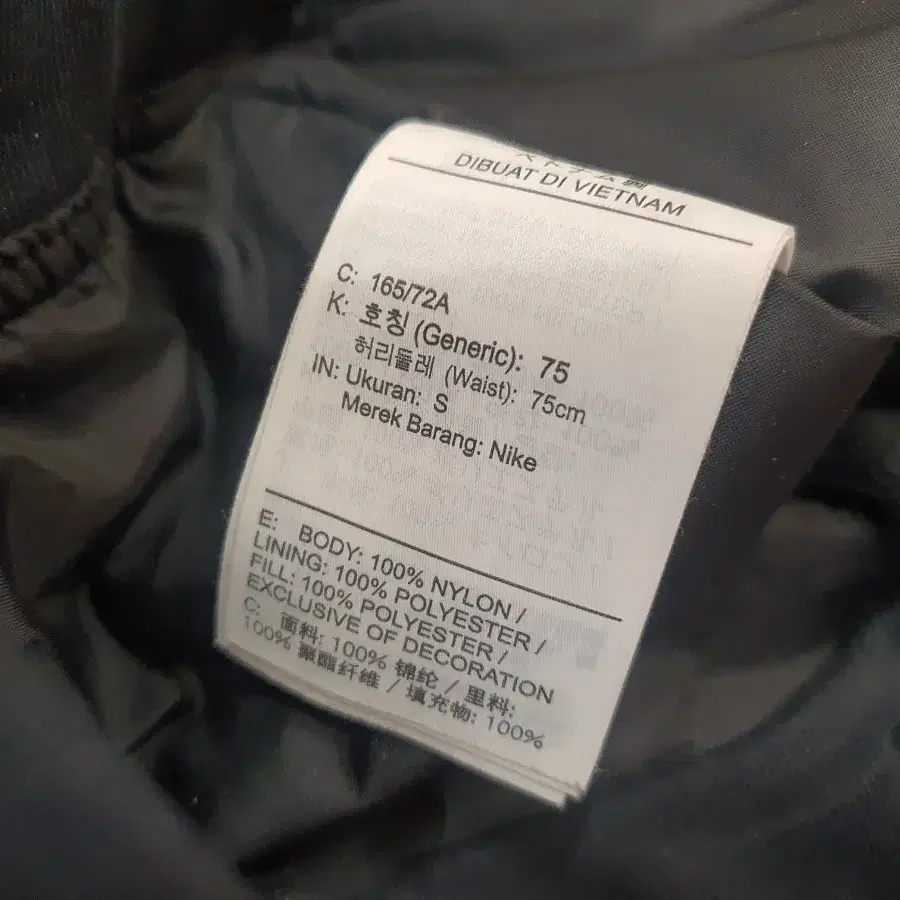 DIBUAT DI VIETNAM
C: 165/72A
K: 호칭 (Generic): 75
허리둘레 (Waist): 75cm
IN: Ukuran: S
Merek Barang: Nike
E: BODY: 100% NYLON /
LINING: 100% POLYESTER /
FILL: 100% POLYESTER /
EXCLUSIVE OF DECORATION
C: 面料: 100% 锦纶 / 里料:
100% 聚酯纤维 / 填充物: 100%